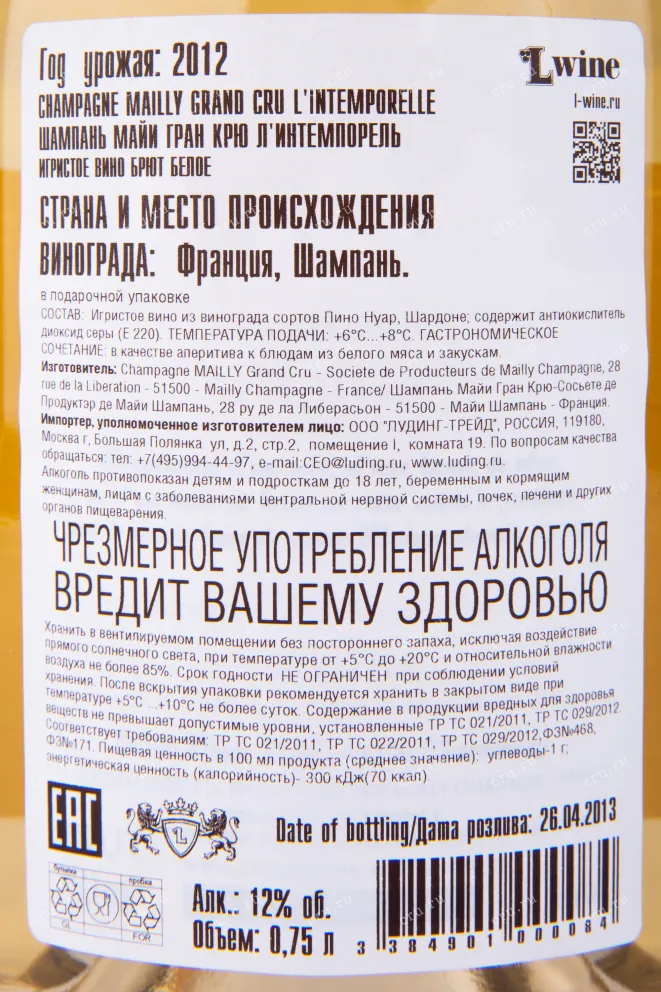 Год урожая: 2012
Lwine
l-wine.ru
CHAMPAGNE MAILLY GRAND CRU L'iNTEMPORELLE
ШАМПАНЬ МАЙИ ГРАН КРЮ Л'ИНТЕМПОРЕЛЬ
ИГРИСТОЕ ВИНО БРЮТ БЕЛОЕ
СТРАНА И МЕСТО ПРОИСХОЖДЕНИЯ
ВИНОГРАДА: Франция, Шампань.
в подарочной упаковке
СОСТАВ: Игристое вино из винограда сортов Пино Нуар, Шардоне; содержит антиокислитель
диоксид серы (Е 220). ТЕМПЕРАТУРА ПОДАЧИ: +6°С...+8°С. ГАСТРОНОМИЧЕСКОЕ
СОЧЕТАНИЕ: в качестве аперитива к блюдам из белого мяса и закускам.
Изготовитель: Champagne MAILLY Grand Cru - Societe de Producteurs de Mailly Champagne, 28
rue de la Liberation - 51500 - Mailly Champagne - France/ Шампань Майи Гран Крю-Сосьете де
Продуктэр де Майи Шампань, 28 ру де ла Либерасьон - 51500 - Майи Шампань - Франция.
Импортер, уполномоченное изготовителем лицо: ООО "ЛУДИНГ-ТРЕЙД", РОССИЯ, 119180,
Москва г, Большая Полянка ул, д.2, стр.2, помещение I, комната 19. По вопросам качества
обращаться: тел: +7(495)994-44-97, e-mail:CEO@luding.ru, www.luding.ru.
Алкоголь противопоказан детям и подросткам до 18 лет, беременным и кормящим
женщинам, лицам с заболеваниями центральной нервной системы, почек, печени и других
органов пищеварения.
ЧРЕЗМЕРНОЕ УПОТРЕБЛЕНИЕ АЛКОГОЛЯ
ВРЕДИТ ВАШЕМУ ЗДОРОВЬЮ
Хранить в вентилируемом помещении без постороннего запаха, исключая воздействие
прямого солнечного света, при температуре от +5°С до +20°С и относительной влажности
воздуха не более 85%. Срок годности НЕ ОГРАНИЧЕН при соблюдении условий
хранения. После вскрытия упаковки рекомендуется хранить в закрытом виде при
температуре +5°С ...+10°С не более суток. Содержание в продукции вредных для здоровья
веществ не превышает допустимые уровни, установленные ТР ТС 021/2011, ТР ТС 029/2012.
Соответствует требованиям: ТР ТС 021/2011, ТР ТС 022/2011, ТР ТС 029/2012,ФЗ№468,
ФЗ№171. Пищевая ценность в 100 мл продукта (среднее значение): углеводы-1 г;
энергетическая ценность (калорийность)- 300 кДж(70 ккал).
EAC
L
Date of bottling/Дата розлива: 26.04.2013
бутылка
пробка
GL
FOR
Алк.: 12% об.
Объем: 0,75 л
3 384901 000084